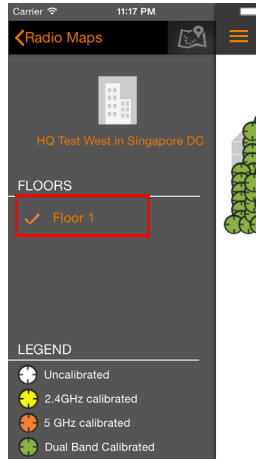 Carrier 11:17 PM
Radio Maps
HQ Test West in Singapore DC
FLOORS
Floor 1
LEGEND
Uncalibrated
2.4GHz calibrated
5 GHz calibrated
Dual Band Calibrated